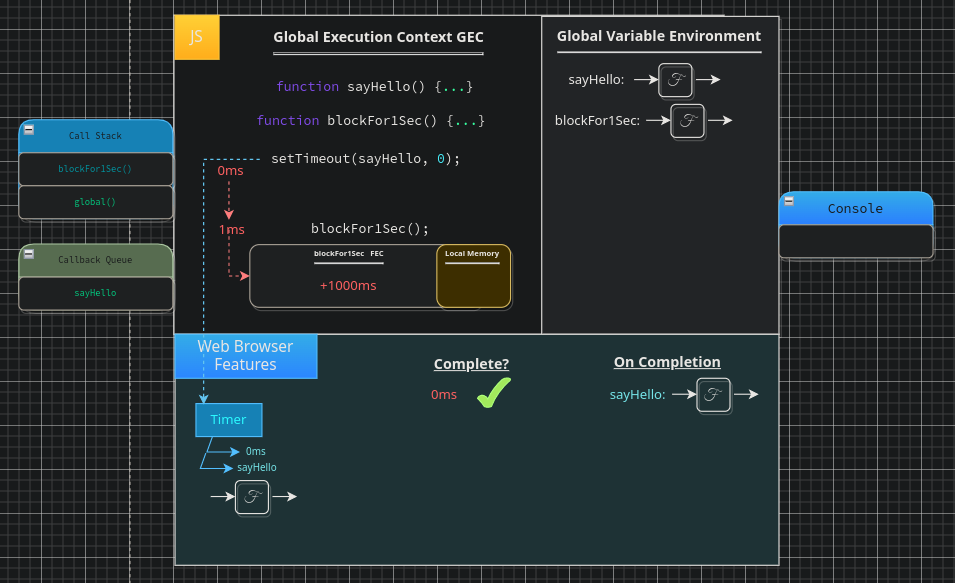 JS
Global Execution Context GEC
function sayHello() {...}
function blockFor1Sec() {...}
setTimeout(sayHello, 0);
0ms
1ms
blockFor1Sec();
blockFor1Sec FEC
Local Memory
+1000ms
Global Variable Environment
sayHello:
F
blockFor1Sec:
F
Call Stack
blockFor1Sec()
global()
Callback Queue
sayHello
Console
Web Browser
Features
Timer
0ms
sayHello
F
Complete?
0ms
On Completion
sayHello:
F